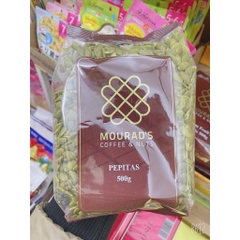 MOURAD'S
COFFEE & NUTS
PEPITAS
500g